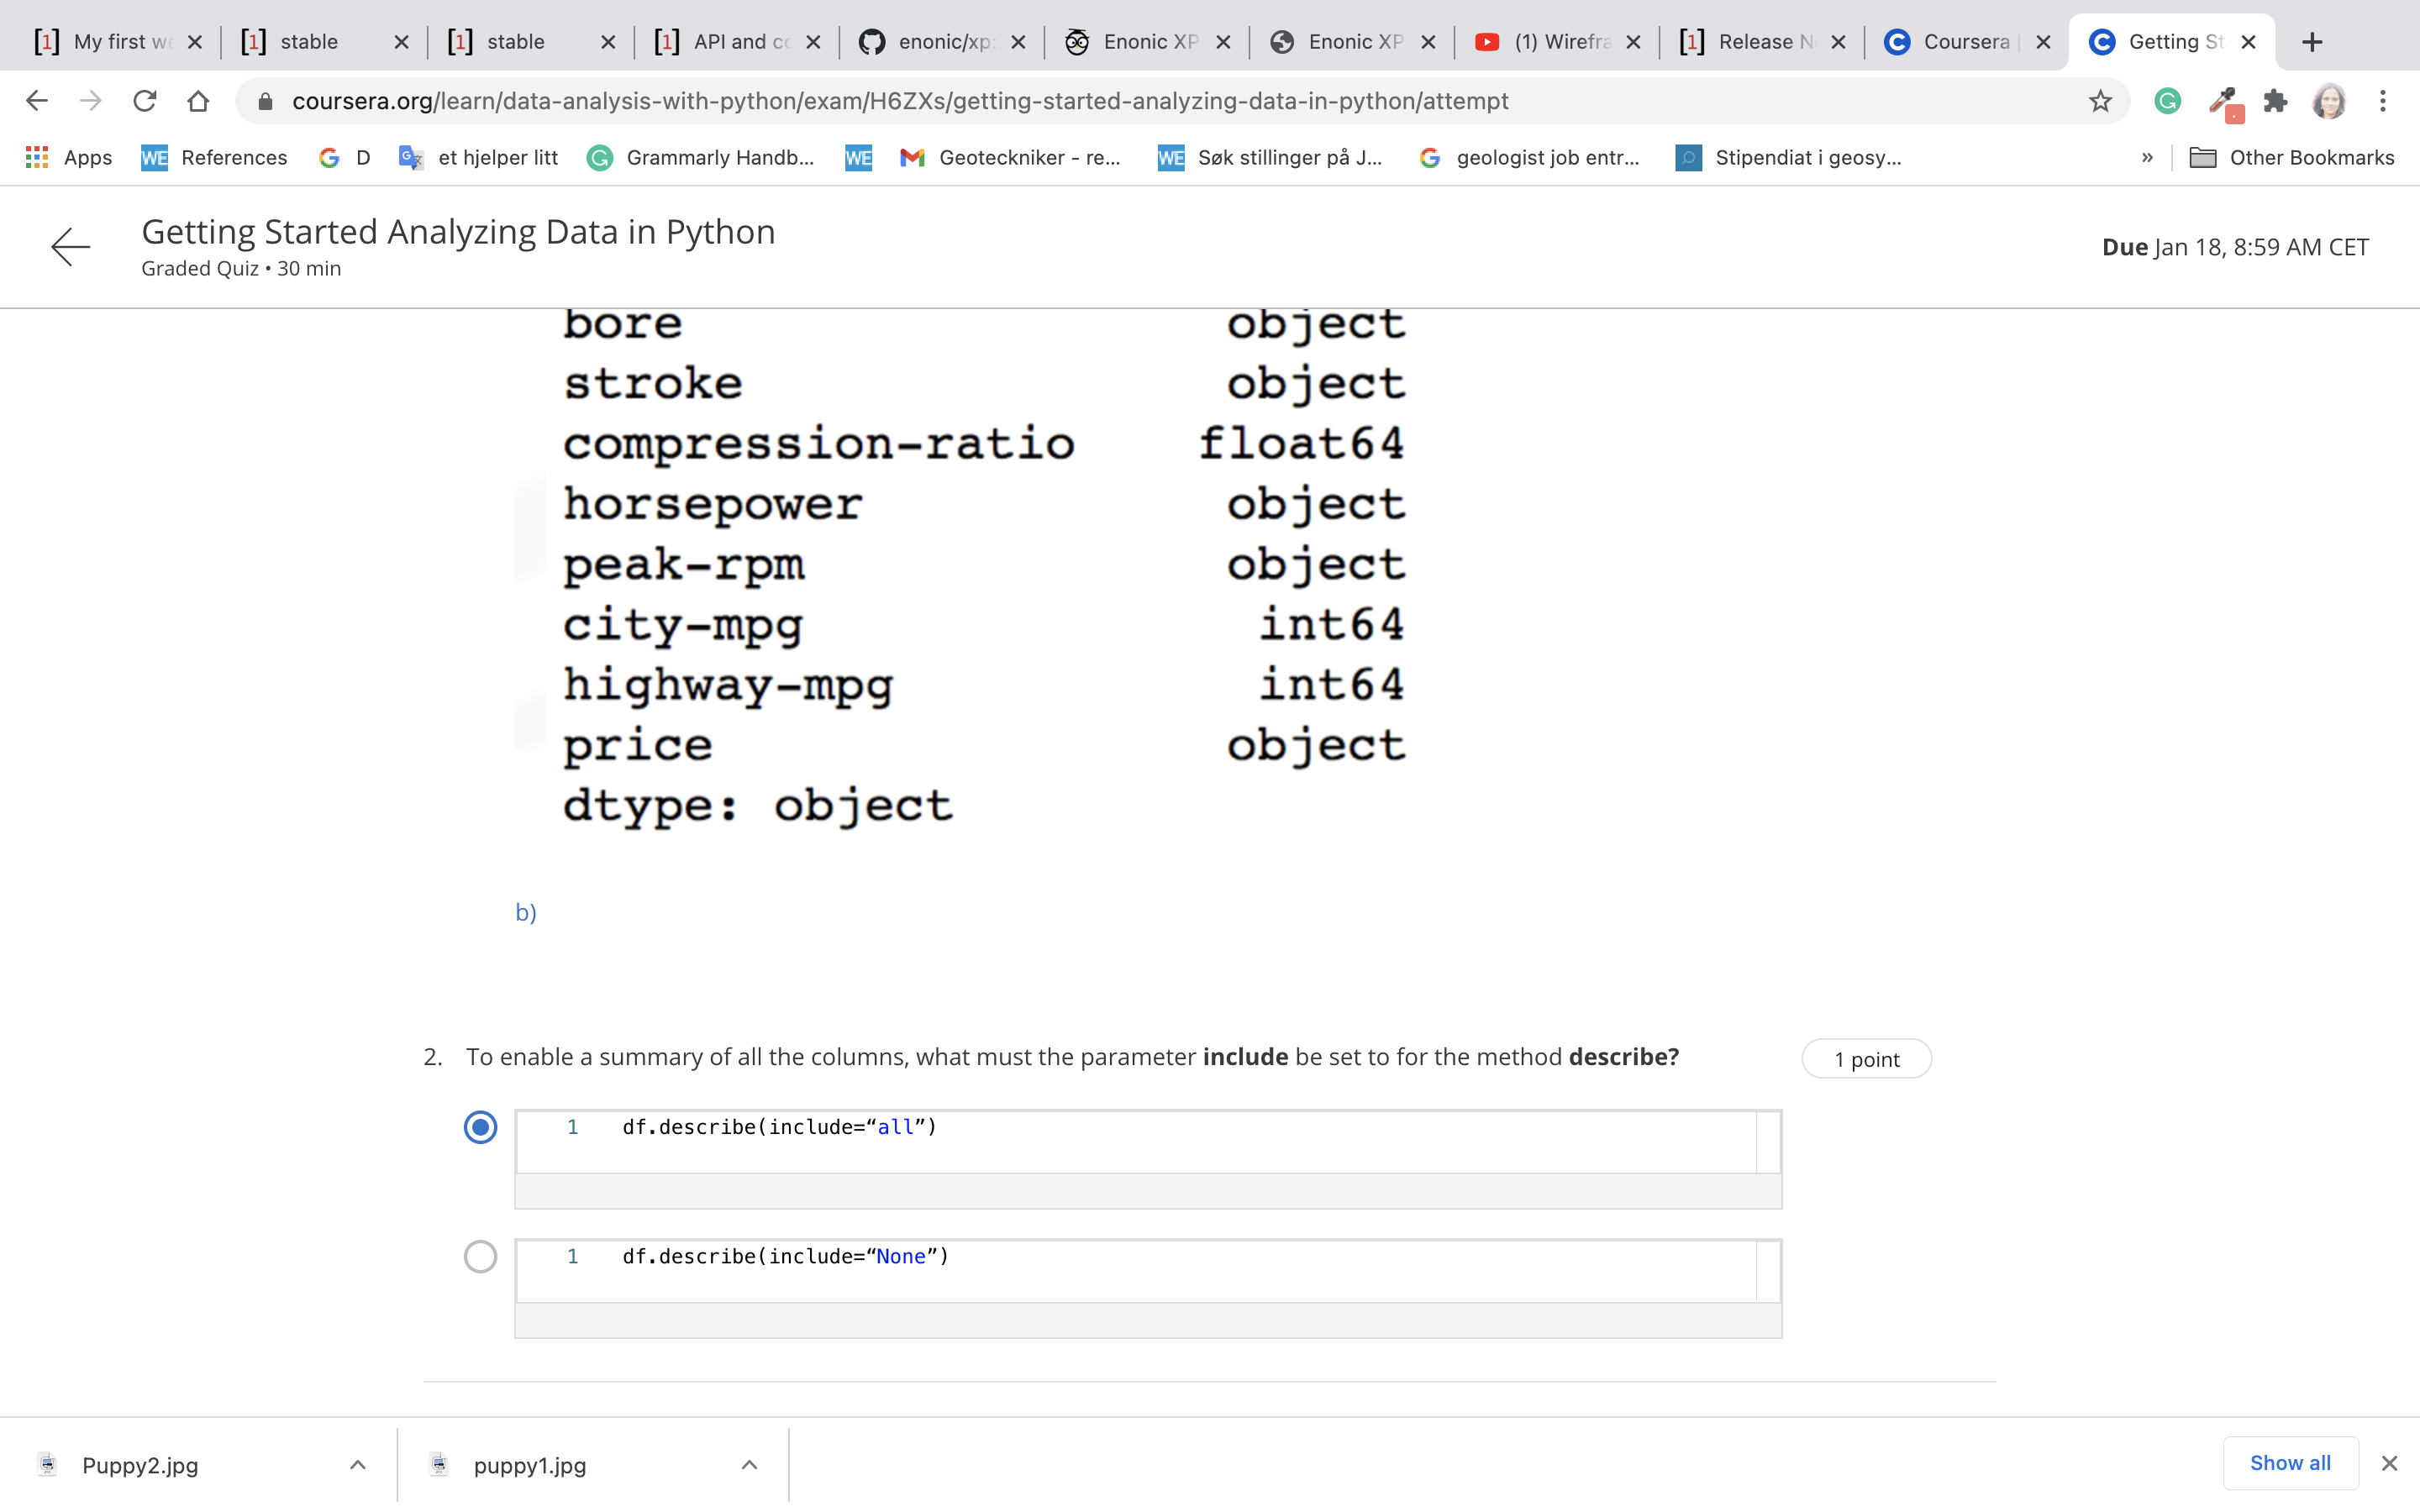 [1] My first we
[1] stable
[1] stable
[1] API and co
enonic/xp:
Enonic XP
Enonic XP
(1) Wirefra
[1] Release N
Coursera |
Getting St
coursera.org/learn/data-analysis-with-python/exam/H6ZXs/getting-started-analyzing-data-in-python/attempt
Apps
WE References
G D
et hjelper litt
Grammarly Handb...
WE
Geoteckniker - re...
WE Søk stillinger på J...
G geologist job entr...
Stipendiat i geosy...
»
Other Bookmarks
Getting Started Analyzing Data in Python
Graded Quiz • 30 min
Due Jan 18, 8:59 AM CET
bore object
stroke object
compression-ratio float64
horsepower object
peak-rpm object
city-mpg int64
highway-mpg int64
price object
dtype: object
b)
2. To enable a summary of all the columns, what must the parameter include be set to for the method describe?
1 point
1 df.describe(include=“all”)
1 df.describe(include=“None”)
Puppy2.jpg
puppy1.jpg
Show all